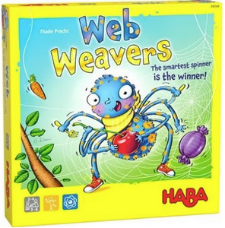 Web
Weavers
The smartest spinner
is the winner!
HABA